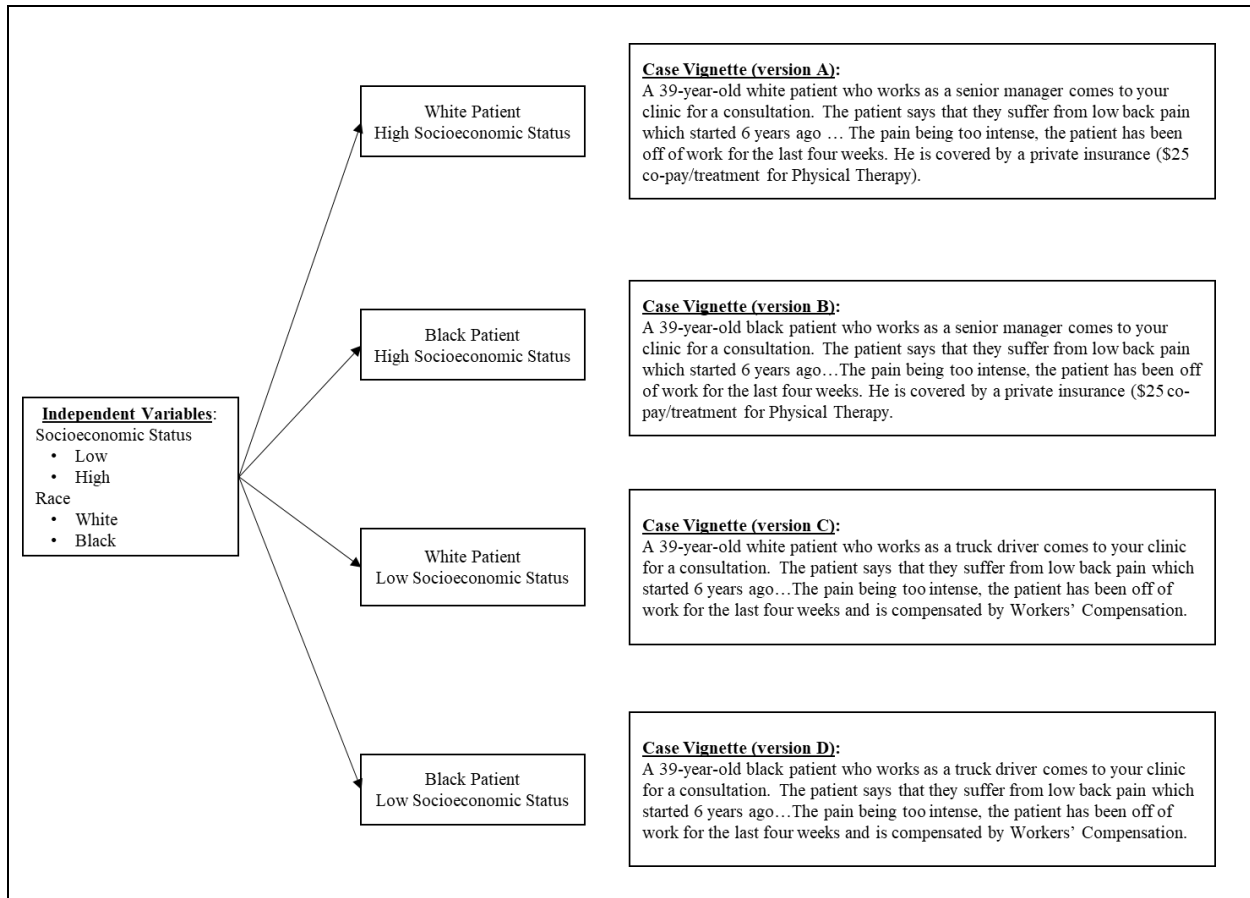 Independent Variables:
Socioeconomic Status
• Low
• High
Race
• White
• Black
White Patient
High Socioeconomic Status
Case Vignette (version A):
A 39-year-old white patient who works as a senior manager comes to your
clinic for a consultation. The patient says that they suffer from low back pain
which started 6 years ago … The pain being too intense, the patient has been
off of work for the last four weeks. He is covered by a private insurance ($25
co-pay/treatment for Physical Therapy).
Black Patient
High Socioeconomic Status
Case Vignette (version B):
A 39-year-old black patient who works as a senior manager comes to your
clinic for a consultation. The patient says that they suffer from low back pain
which started 6 years ago…The pain being too intense, the patient has been off
of work for the last four weeks. He is covered by a private insurance ($25 co-
pay/treatment for Physical Therapy.
White Patient
Low Socioeconomic Status
Case Vignette (version C):
A 39-year-old white patient who works as a truck driver comes to your clinic
for a consultation. The patient says that they suffer from low back pain which
started 6 years ago…The pain being too intense, the patient has been off of
work for the last four weeks and is compensated by Workers’ Compensation.
Black Patient
Low Socioeconomic Status
Case Vignette (version D):
A 39-year-old black patient who works as a truck driver comes to your clinic
for a consultation. The patient says that they suffer from low back pain which
started 6 years ago…The pain being too intense, the patient has been off of
work for the last four weeks and is compensated by Workers’ Compensation.